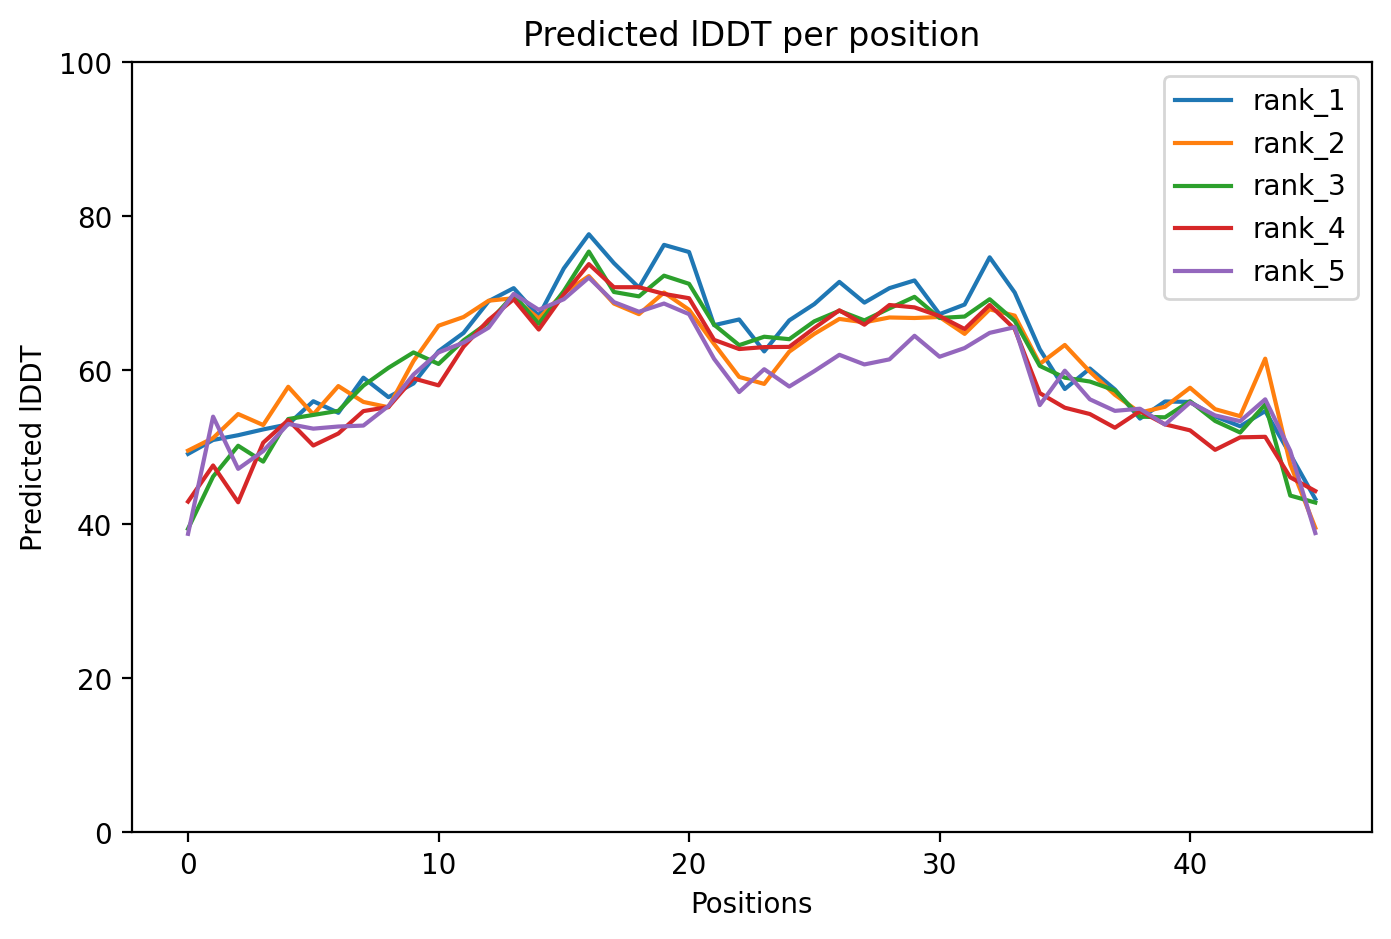 Predicted lDDT per position
100
80
60
40
20
0
Predicted lDDT
0 10 20 30 40
Positions
rank_1
rank_2
rank_3
rank_4
rank_5